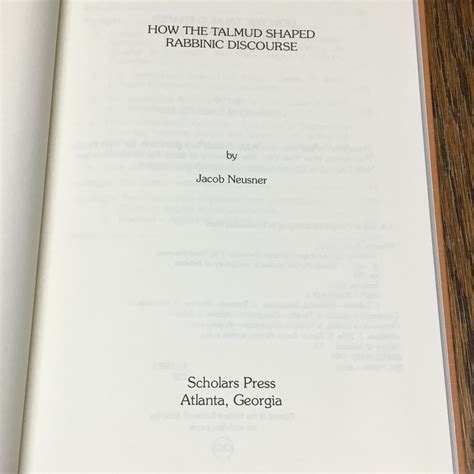 HOW THE TALMUD SHAPED
RABBINIC DISCOURSE
by
Jacob Neusner
Scholars Press
Atlanta, Georgia